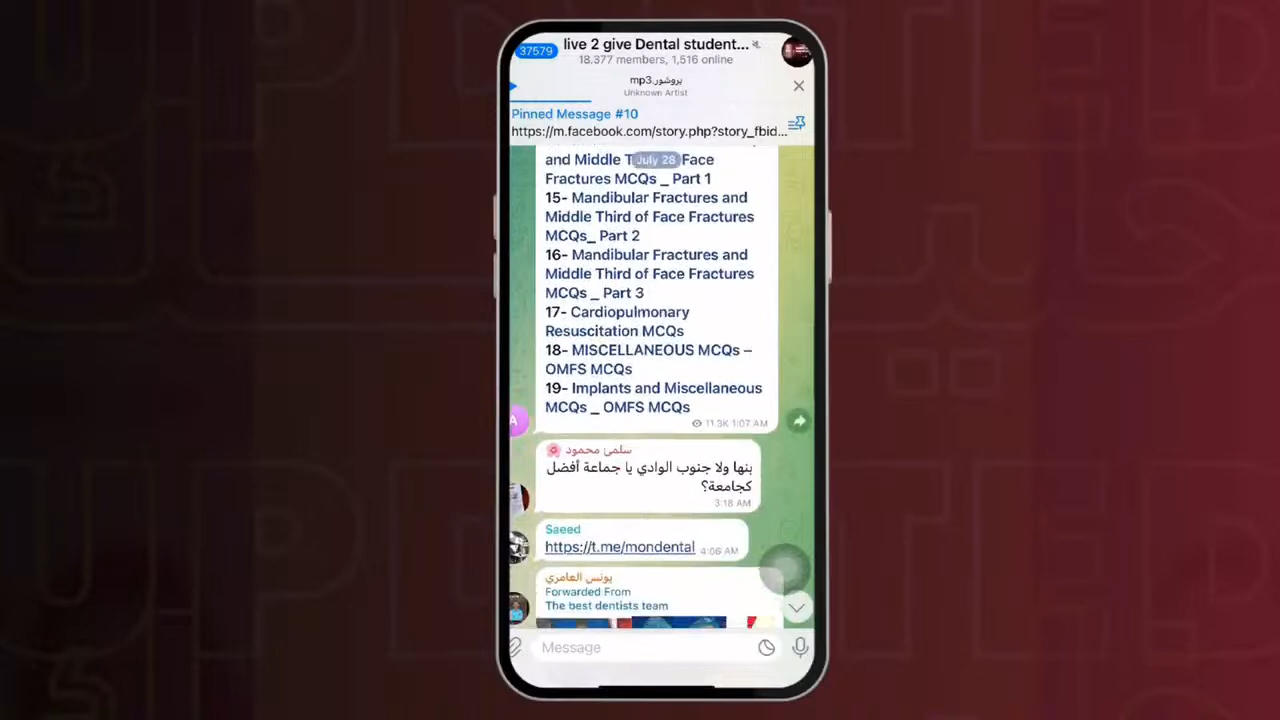 37579
live 2 give Dental student...
18.377 members, 1,516 online
بروشور.mp3
Unknown Artist
Pinned Message #10
https://m.facebook.com/story.php?story_fbid...
July 28
and Middle T Face
Fractures MCQs _ Part 1
15- Mandibular Fractures and
Middle Third of Face Fractures
MCQs_ Part 2
16- Mandibular Fractures and
Middle Third of Face Fractures
MCQs _ Part 3
17- Cardiopulmonary
Resuscitation MCQs
18- MISCELLANEOUS MCQs –
OMFS MCQs
19- Implants and Miscellaneous
MCQs _ OMFS MCQs
11.3K 1:07 AM
A
سلمئ محمود 🌸
بنها ولا جنوب الوادي يا جماعة أفضل
كجامعة؟
3:18 AM
Saeed
https://t.me/mondental 4:06 AM
يونس العامري
Forwarded From
The best dentists team
Message